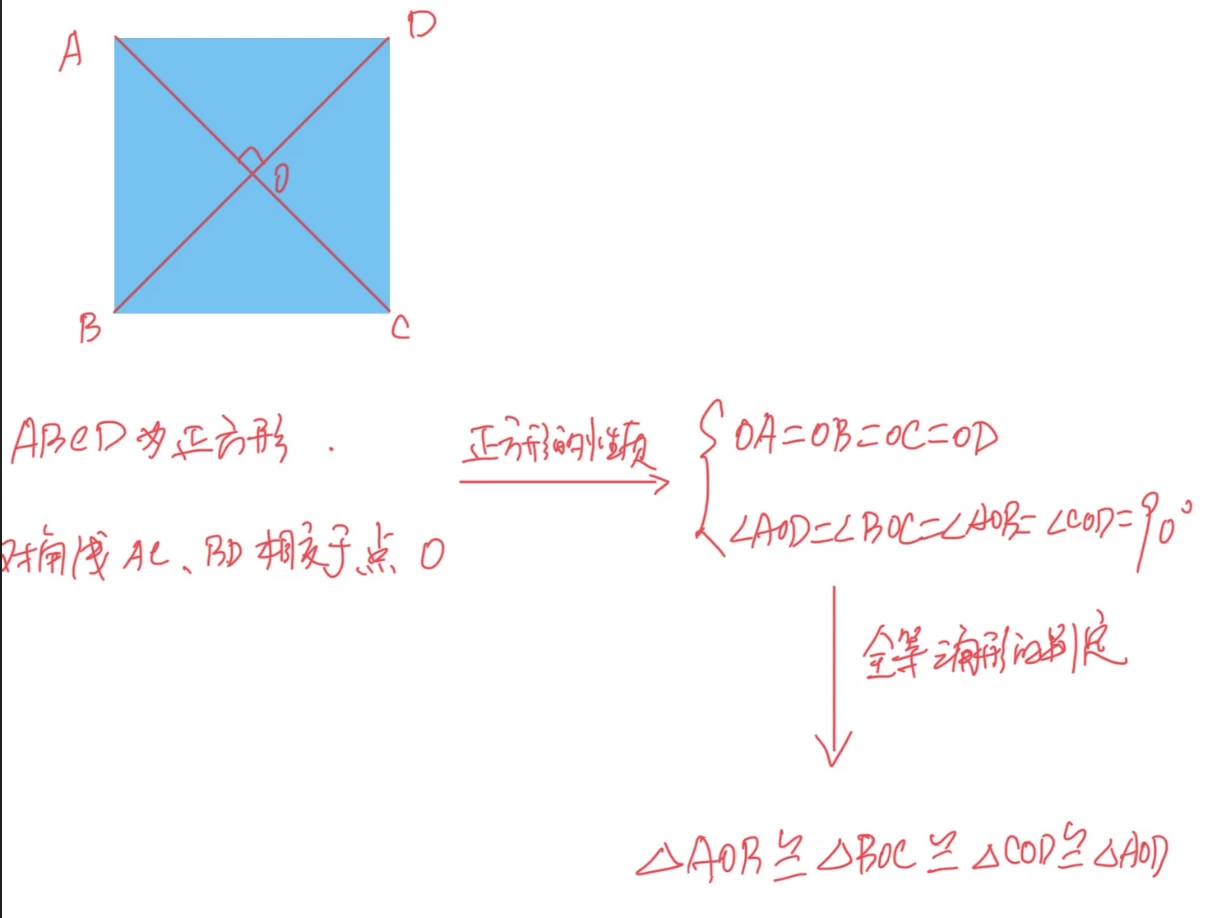 A
D
O
B
C
ABCD为正方形.
对角线AC、BD相交于点O
正方形的性质
OA=OB=OC=OD
∠AOD=∠BOC=∠AOB=∠COD=90°
全等三角形的判定
△AOB≌△BOC≌△COD≌△AOD